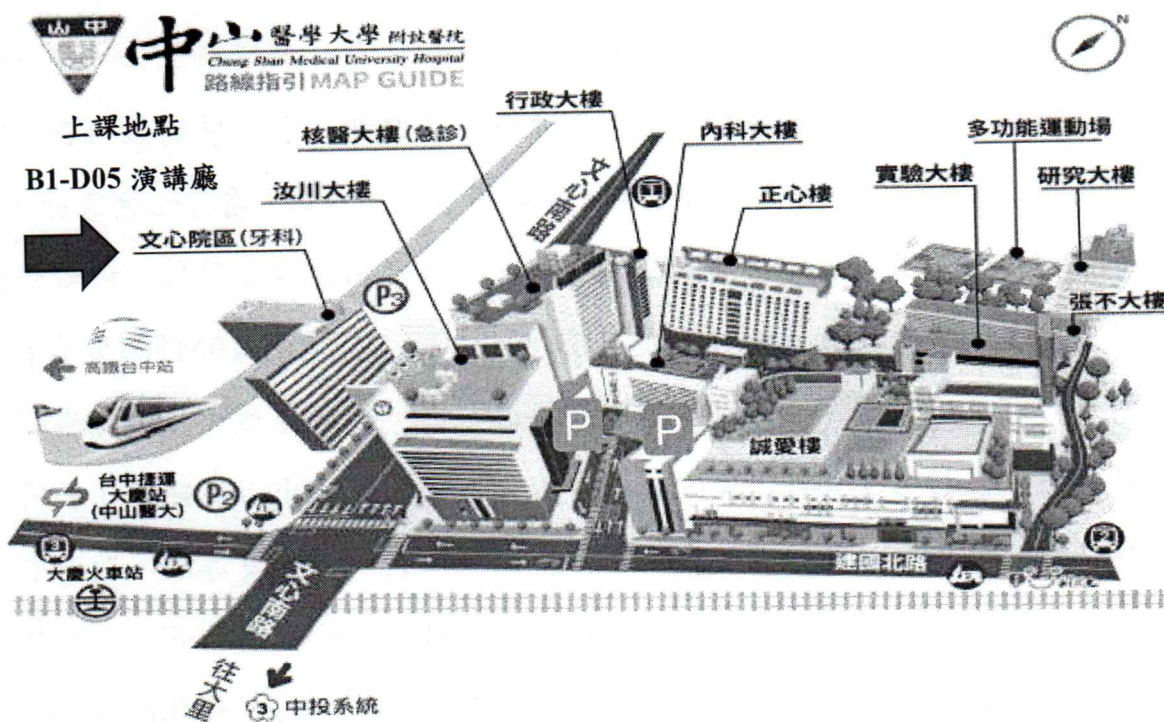 山中
中山醫學大學 附設醫院
Chung Shan Medical University Hospital
路線指引 MAP GUIDE
上課地點
B1-D05 演講廳
行政大樓
核醫大樓(急診)
內科大樓
多功能運動場
汝川大樓
正心樓
實驗大樓
研究大樓
文心院區(牙科)
文心南路
張不大樓
N
P3
高鐵台中站
P
P
誠愛樓
台中捷運
大慶站
(中山醫大)
P2
3
大慶火車站
建國北路
2
文心南路
往大里
3 中投系統